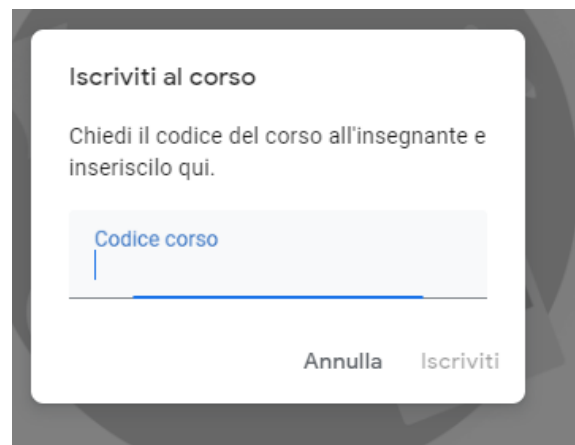 Iscriviti al corso
Chiedi il codice del corso all'insegnante e
inseriscilo qui.
Codice corso
Annulla Iscriviti